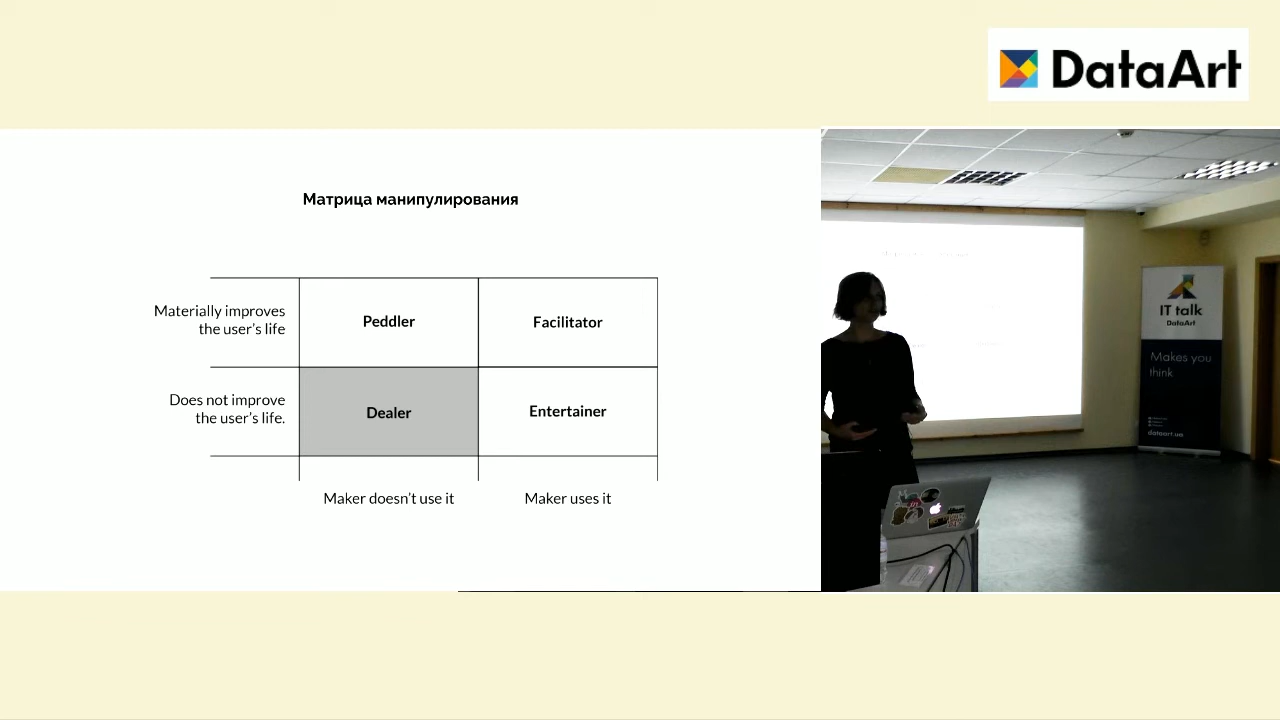 DataArt
Матрица манипулирования
Materially improves
the user's life
Peddler
Facilitator
Does not improve
the user's life.
Dealer
Entertainer
Maker doesn't use it
Maker uses it
IT talk
DataArt
Makes you
think
dataart.ua